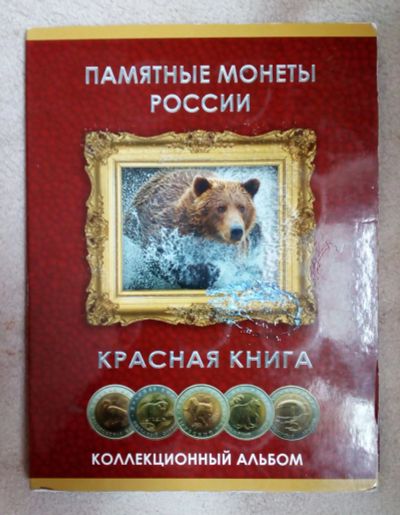 ПАМЯТНЫЕ МОНЕТЫ
РОССИИ
КРАСНАЯ КНИГА
КОЛЛЕКЦИОННЫЙ АЛЬБОМ